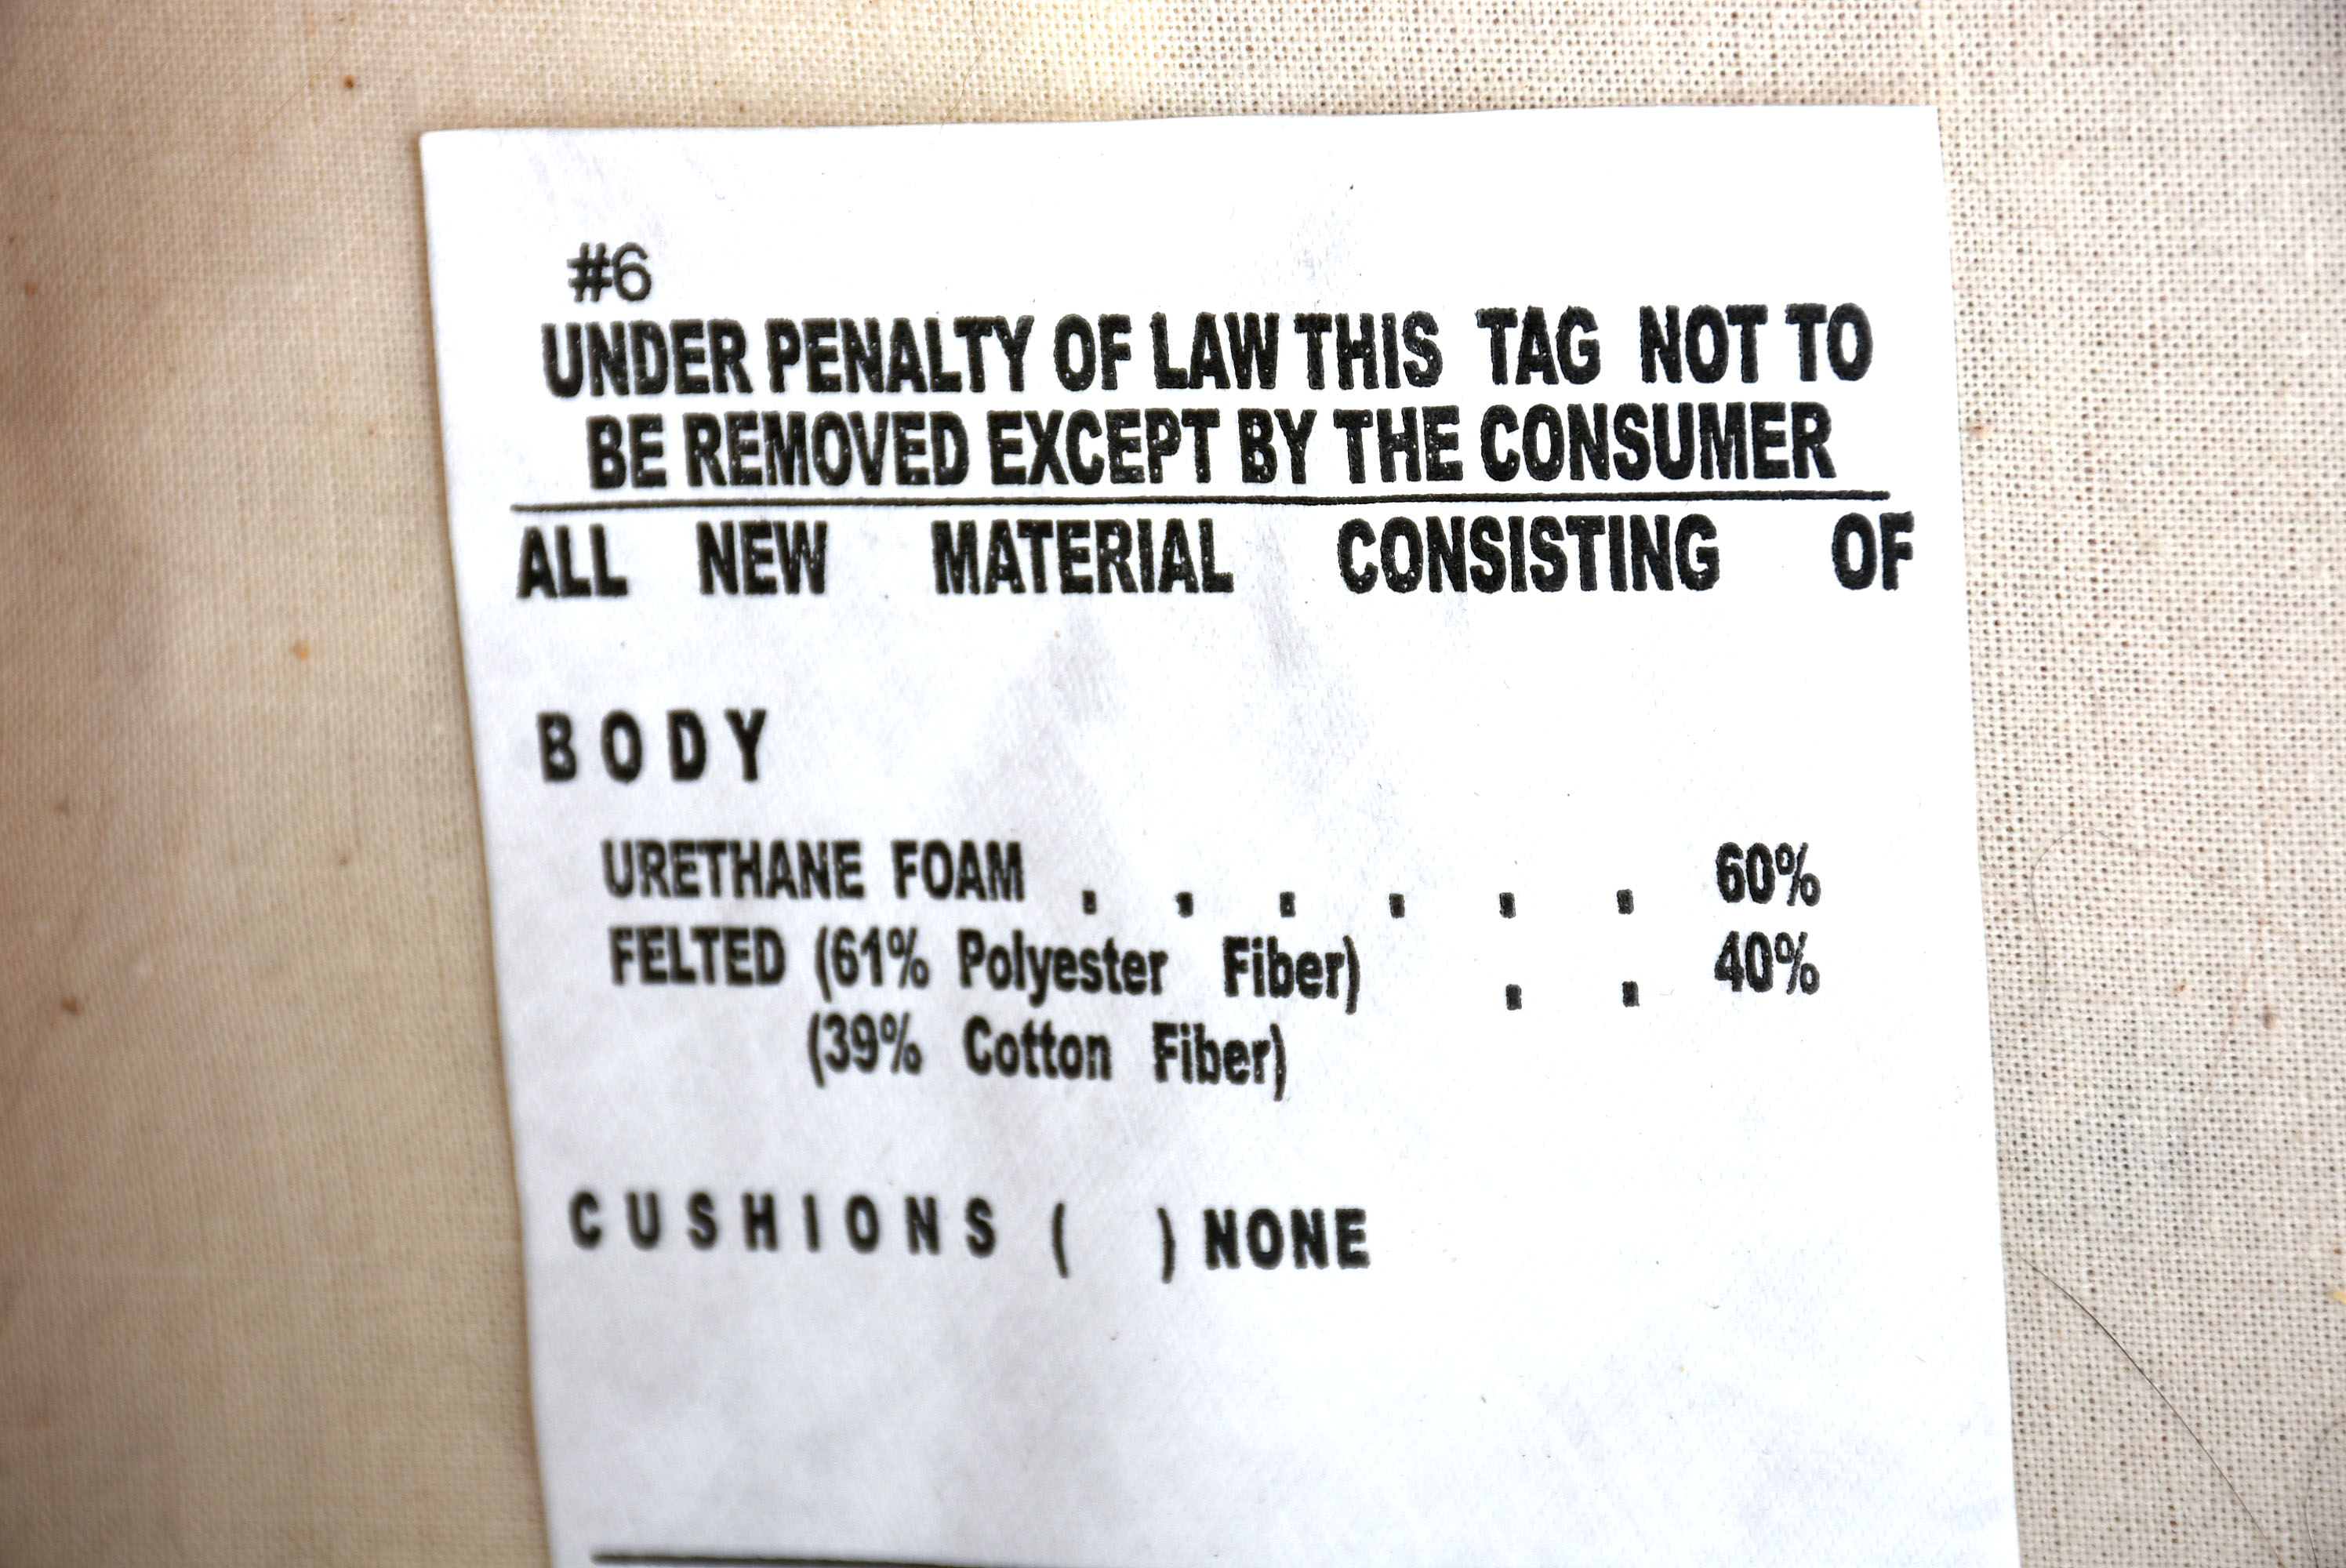 #6
UNDER PENALTY OF LAW THIS TAG NOT TO
BE REMOVED EXCEPT BY THE CONSUMER
ALL NEW MATERIAL CONSISTING OF
BODY
URETHANE FOAM . . . . . . 60%
FELTED (61% Polyester Fiber) . . 40%
(39% Cotton Fiber)
CUSHIONS ( ) NONE